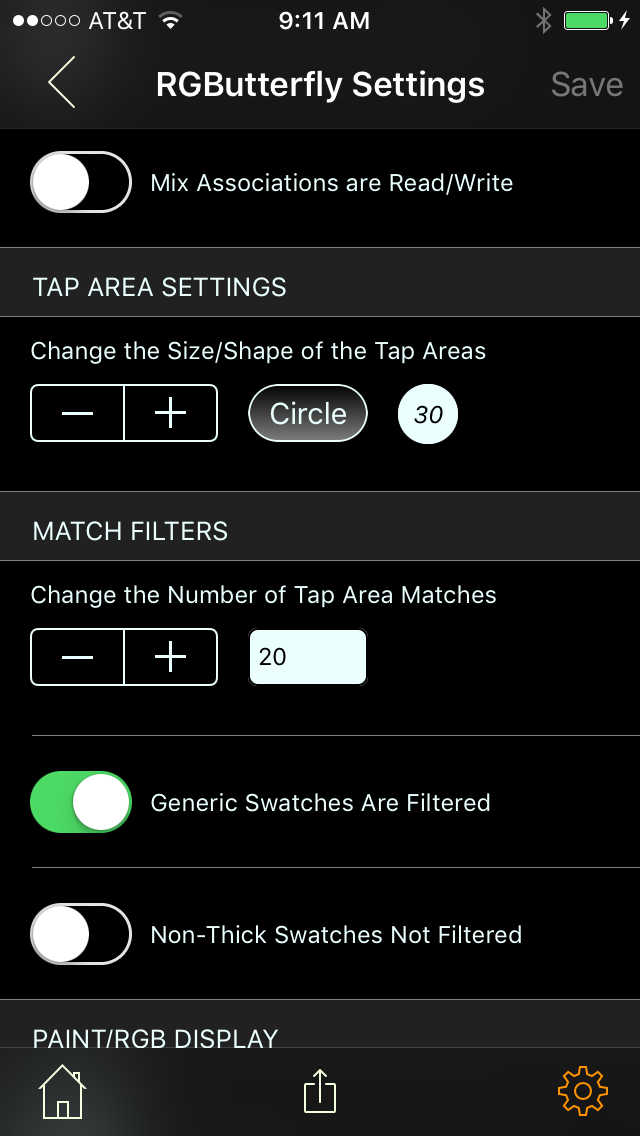 AT&T 9:11 AM
RGButterfly Settings Save
Mix Associations are Read/Write
TAP AREA SETTINGS
Change the Size/Shape of the Tap Areas
Circle 30
MATCH FILTERS
Change the Number of Tap Area Matches
20
Generic Swatches Are Filtered
Non-Thick Swatches Not Filtered
PAINT/RGB DISPLAY